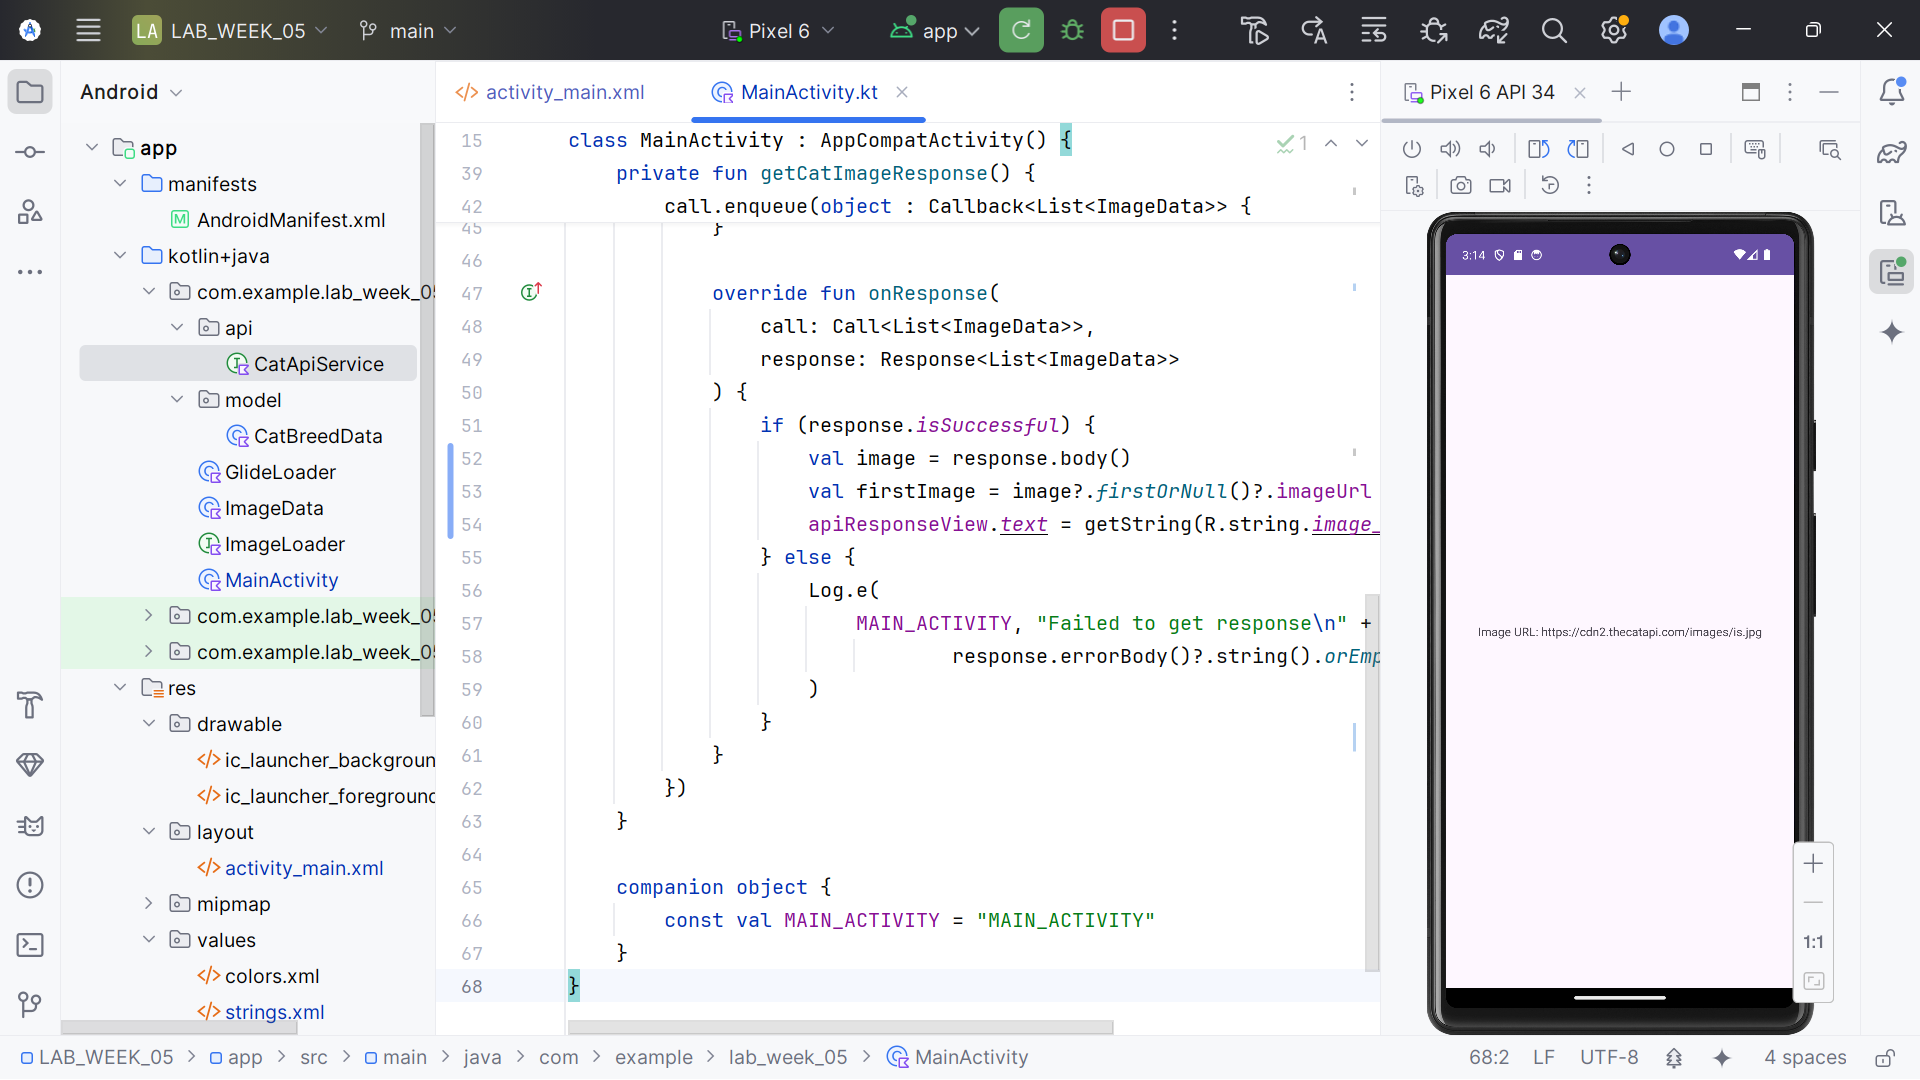 LA LAB_WEEK_05 main Pixel 6 app
Android
app
manifests
AndroidManifest.xml
kotlin+java
com.example.lab_week_05
api
CatApiService
model
CatBreedData
GlideLoader
ImageData
ImageLoader
MainActivity
com.example.lab_week_05
com.example.lab_week_05
res
drawable
ic_launcher_backgroun
ic_launcher_foreground
layout
activity_main.xml
mipmap
values
colors.xml
strings.xml
activity_main.xml MainActivity.kt
15 class MainActivity : AppCompatActivity() {
39 private fun getCatImageResponse() {
42 call.enqueue(object : Callback<List<ImageData>> {
45 }
46
47 override fun onResponse(
48 call: Call<List<ImageData>>,
49 response: Response<List<ImageData>>
50 ) {
51 if (response.isSuccessful) {
52 val image = response.body()
53 val firstImage = image?.firstOrNull()?.imageUrl
54 apiResponseView.text = getString(R.string.image_
55 } else {
56 Log.e(
57 MAIN_ACTIVITY, "Failed to get response\n" +
58 response.errorBody()?.string().orEmp
59 )
60 }
61 }
62 })
63 }
64
65 companion object {
66 const val MAIN_ACTIVITY = "MAIN_ACTIVITY"
67 }
68 }
1
Pixel 6 API 34
3:14
Image URL: https://cdn2.thecatapi.com/images/is.jpg
1:1
LAB_WEEK_05 > app > src > main > java > com > example > lab_week_05 > MainActivity
68:2 LF UTF-8 4 spaces